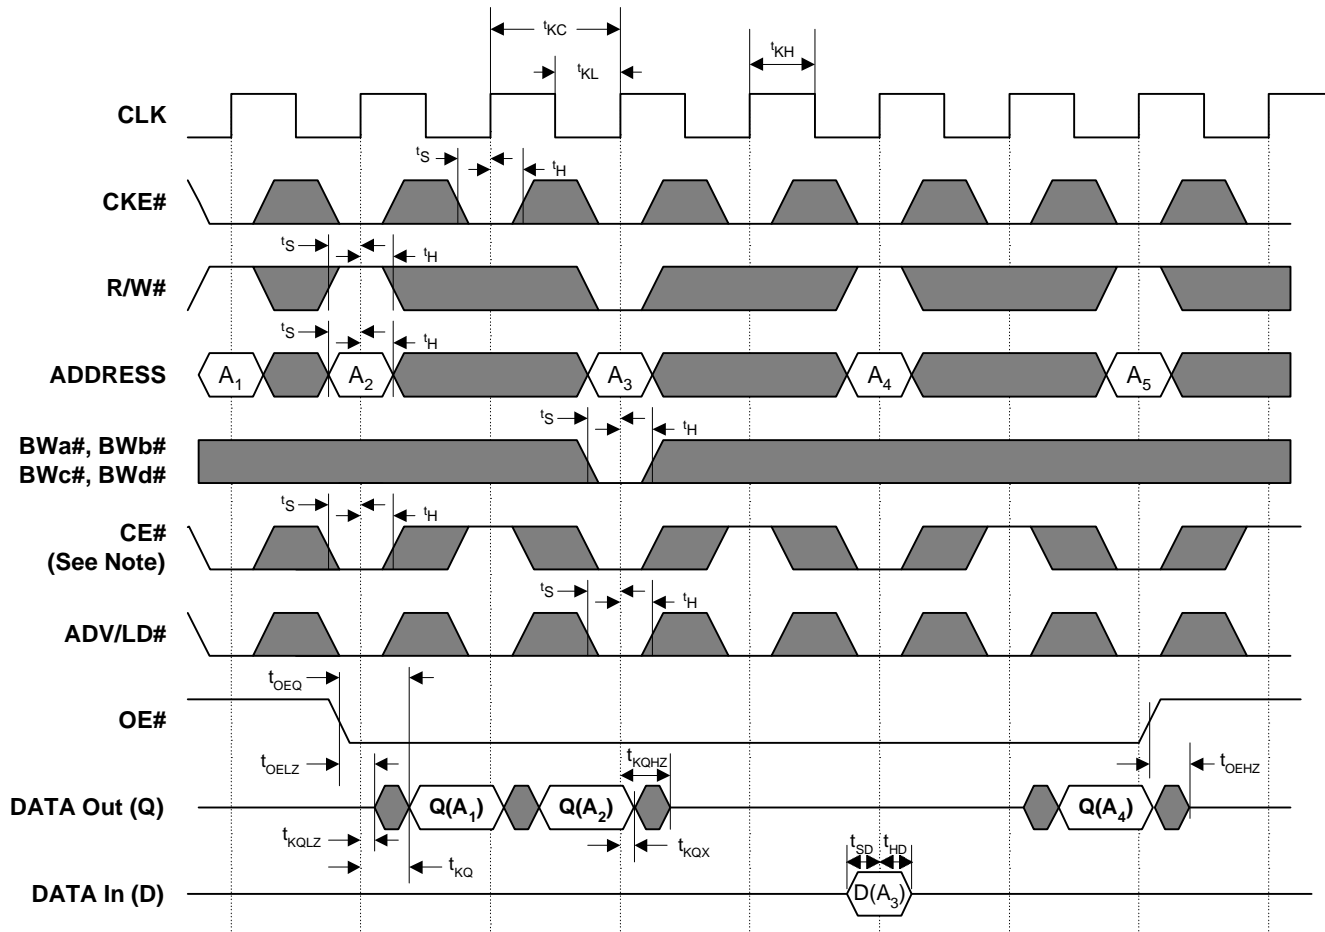 tKC
tKH
tKL
CLK
tS
tH
CKE#
tS
tH
R/W#
tS
tH
ADDRESS
A1
A2
A3
A4
A5
tS
tH
BWa#, BWb#
BWc#, BWd#
tS
tH
CE#
(See Note)
tS
tH
ADV/LD#
tOEQ
OE#
tOELZ
tKQHZ
tOEHZ
DATA Out (Q)
Q(A1)
Q(A2)
Q(A4)
tKQLZ
tKQX
tKQ
tSD
tHD
DATA In (D)
D(A3)